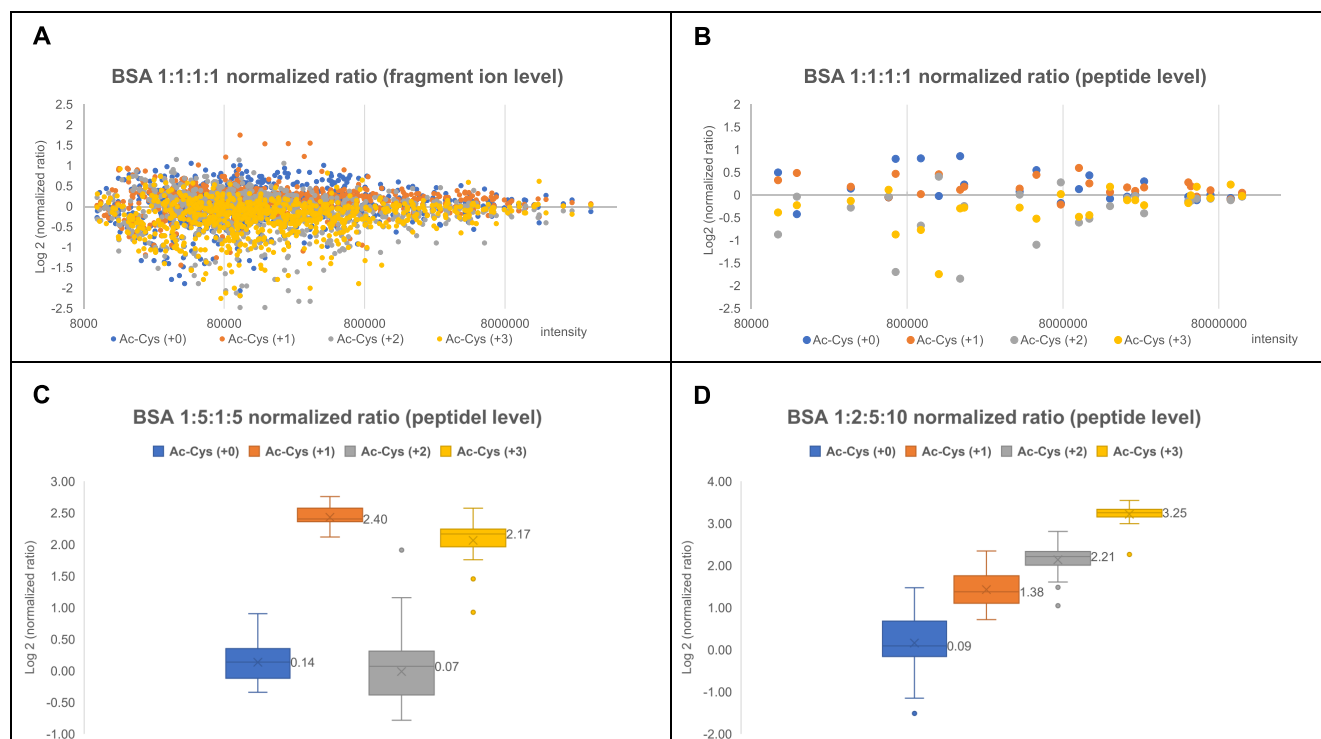 A
BSA 1:1:1:1 normalized ratio (fragment ion level)
Log 2 (normalized ratio)
2.5
2
1.5
1
0.5
0
-0.5
-1
-1.5
-2
-2.5
8000 80000 800000 8000000 intensity
Ac-Cys (+0) Ac-Cys (+1) Ac-Cys (+2) Ac-Cys (+3)
B
BSA 1:1:1:1 normalized ratio (peptide level)
Log2 (normalized ratio)
2
1.5
1
0.5
0
-0.5
-1
-1.5
-2
-2.5
80000 800000 8000000 80000000
Ac-Cys (+0) Ac-Cys (+1) Ac-Cys (+2) Ac-Cys (+3) intensity
C
BSA 1:5:1:5 normalized ratio (peptidel level)
Ac-Cys (+0) Ac-Cys (+1) Ac-Cys (+2) Ac-Cys (+3)
Log 2 (normalized ratio)
3.00
2.50
2.00
1.50
1.00
0.50
0.00
-0.50
-1.00
0.14
2.40
0.07
2.17
D
BSA 1:2:5:10 normalized ratio (peptide level)
Ac-Cys (+0) Ac-Cys (+1) Ac-Cys (+2) Ac-Cys (+3)
Log 2 (normalized ratio)
4.00
3.00
2.00
1.00
0.00
-1.00
-2.00
0.09
1.38
2.21
3.25